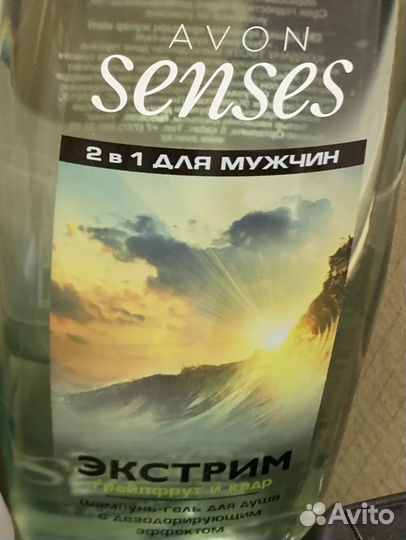 AVON
senses
2 в 1 ДЛЯ МУЖЧИН
ЭКСТРИМ
грейпфрут и кедр
шампунь-гель для душа
с дезодорирующим
эффектом
Avito